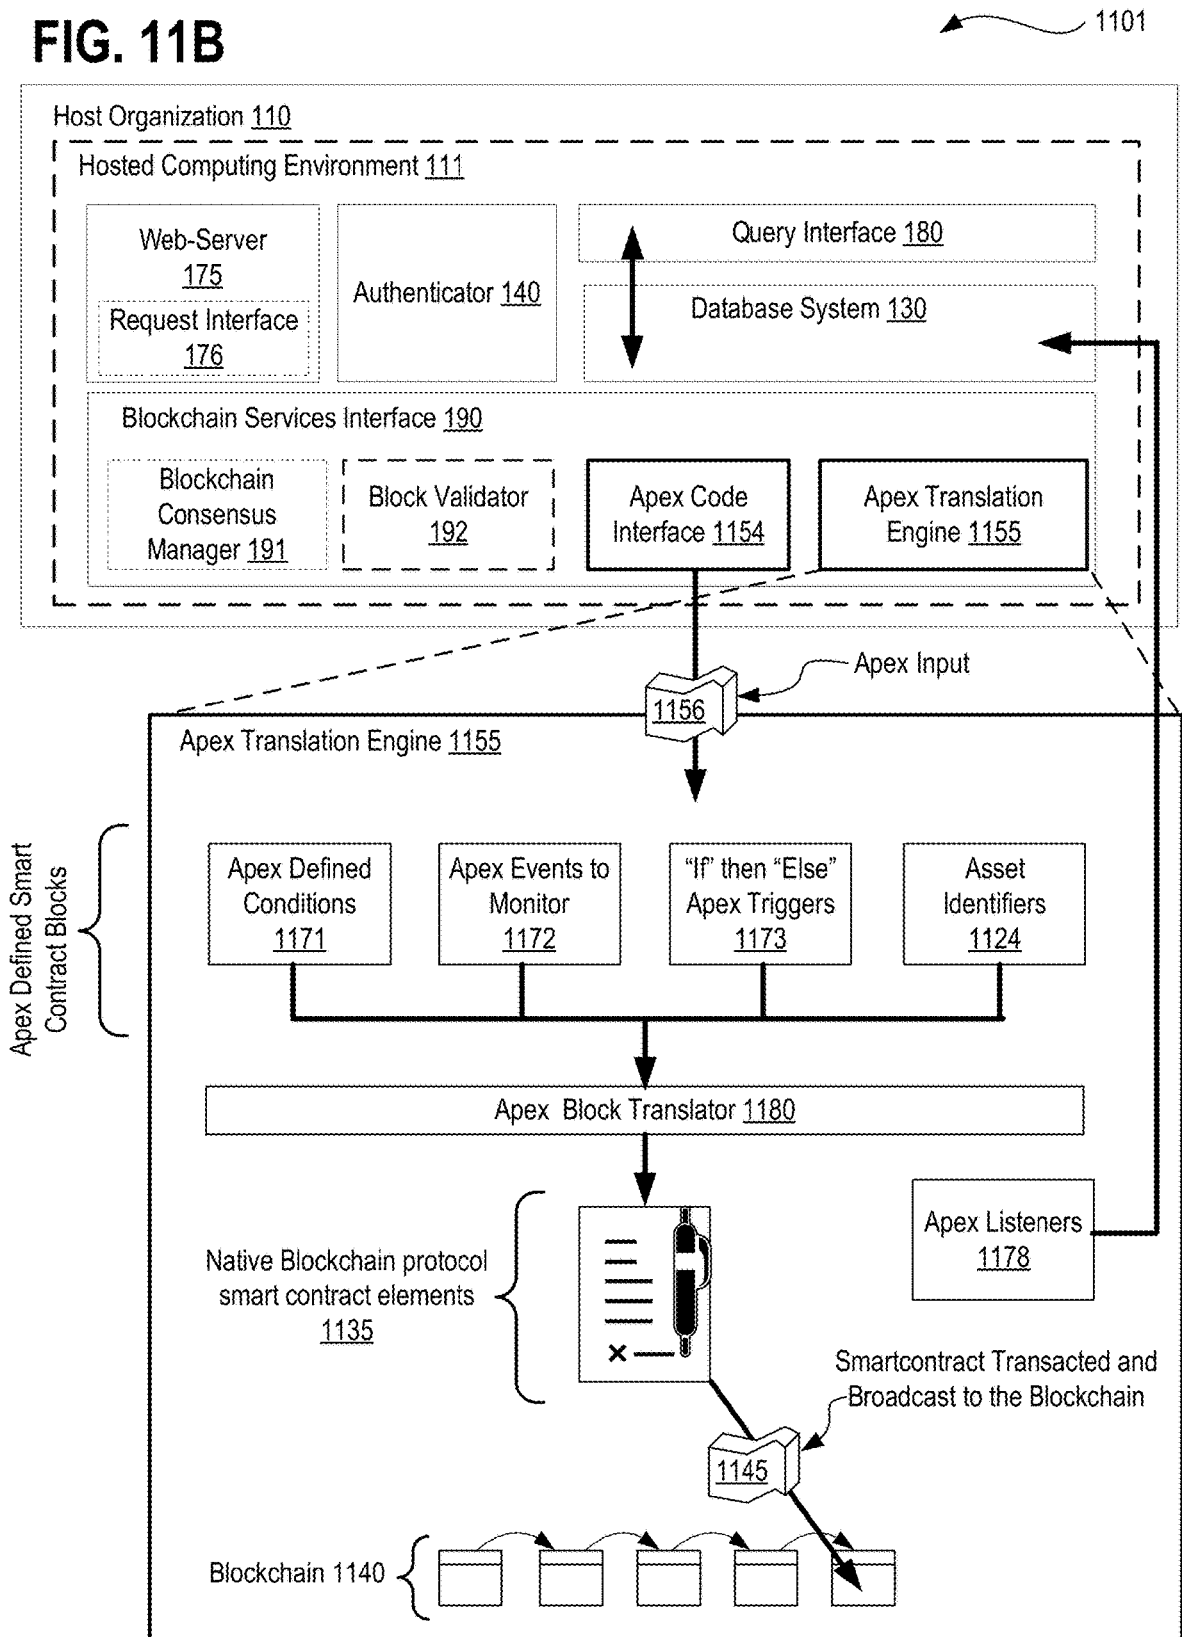 FIG. 11B
1101
Host Organization 110
Hosted Computing Environment 111
Web-Server
175
Request Interface
176
Authenticator 140
Query Interface 180
Database System 130
Blockchain Services Interface 190
Blockchain
Consensus
Manager 191
Block Validator
192
Apex Code
Interface 1154
Apex Translation
Engine 1155
Apex Input
1156
Apex Translation Engine 1155
Apex Defined Smart
Contract Blocks
Apex Defined
Conditions
1171
Apex Events to
Monitor
1172
“If” then “Else”
Apex Triggers
1173
Asset
Identifiers
1124
Apex Block Translator 1180
Native Blockchain protocol
smart contract elements
1135
Apex Listeners
1178
Smartcontract Transacted and
Broadcast to the Blockchain
1145
Blockchain 1140